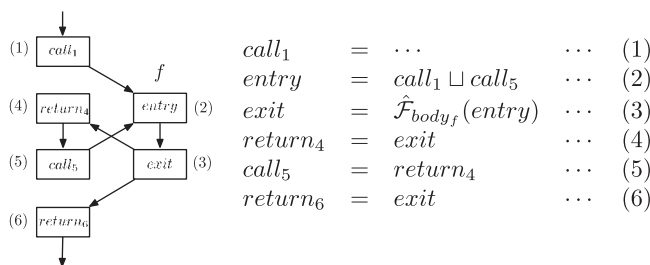 (1) call₁
f
(4) return₄ entry (2)
(5) call₅ exit (3)
(6) return₆
call₁ = ⋯ ⋯ (1)
entry = call₁ ⊔ call₅ ⋯ (2)
exit = 𝓕̂_{body_f}(entry) ⋯ (3)
return₄ = exit ⋯ (4)
call₅ = return₄ ⋯ (5)
return₆ = exit ⋯ (6)